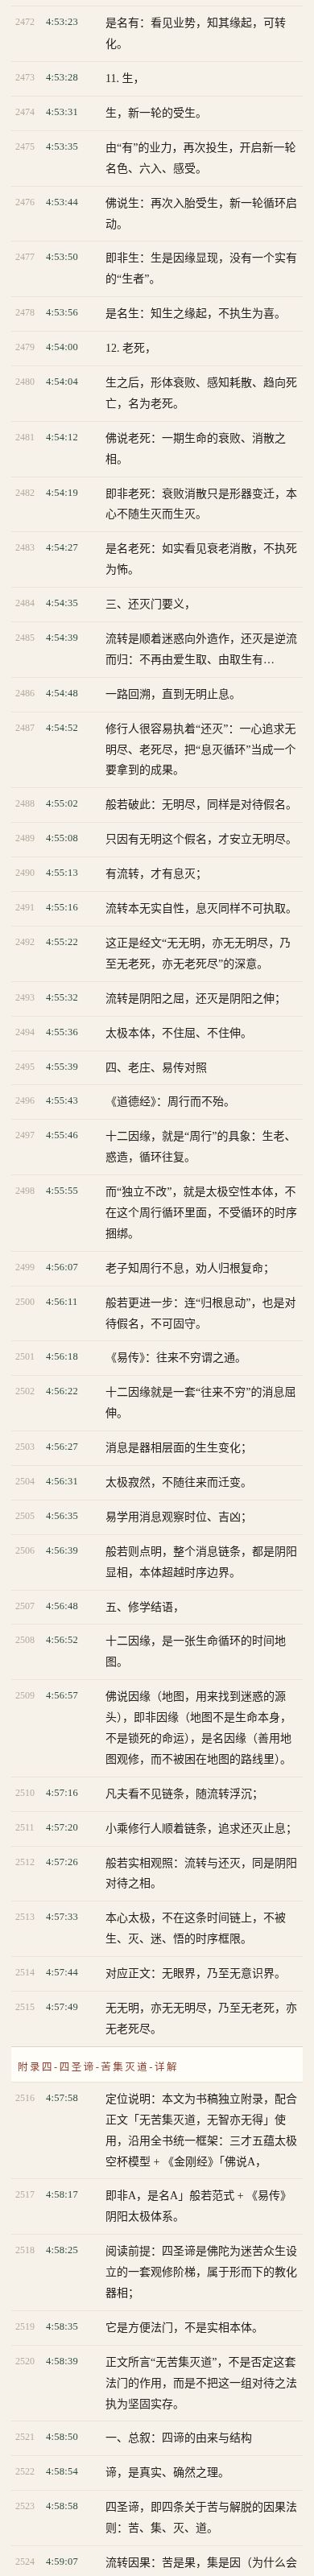 2472 4:53:23 是名有：看见业势，知其缘起，可转
化。
2473 4:53:28 11. 生，
2474 4:53:31 生，新一轮的受生。
2475 4:53:35 由“有”的业力，再次投生，开启新一轮
名色、六入、感受。
2476 4:53:44 佛说生：再次入胎受生，新一轮循环启
动。
2477 4:53:50 即非生：生是因缘显现，没有一个实有
的“生者”。
2478 4:53:56 是名生：知生之缘起，不执生为喜。
2479 4:54:00 12. 老死，
2480 4:54:04 生之后，形体衰败、感知耗散、趋向死
亡，名为老死。
2481 4:54:12 佛说老死：一期生命的衰败、消散之
相。
2482 4:54:19 即非老死：衰败消散只是形器变迁，本
心不随生灭而生灭。
2483 4:54:27 是名老死：如实看见衰老消散，不执死
为怖。
2484 4:54:35 三、还灭门要义，
2485 4:54:39 流转是顺着迷惑向外造作，还灭是逆流
而归：不再由爱生取、由取生有…
2486 4:54:48 一路回溯，直到无明止息。
2487 4:54:52 修行人很容易执着“还灭”：一心追求无
明尽、老死尽，把“息灭循环”当成一个
要拿到的成果。
2488 4:55:02 般若破此：无明尽，同样是对待假名。
2489 4:55:08 只因有无明这个假名，才安立无明尽。
2490 4:55:13 有流转，才有息灭；
2491 4:55:16 流转本无实自性，息灭同样不可执取。
2492 4:55:22 这正是经文“无无明，亦无无明尽，乃
至无老死，亦无老死尽”的深意。
2493 4:55:32 流转是阴阳之屈，还灭是阴阳之伸；
2494 4:55:36 太极本体，不住屈、不住伸。
2495 4:55:39 四、老庄、易传对照
2496 4:55:43 《道德经》：周行而不殆。
2497 4:55:46 十二因缘，就是“周行”的具象：生老、
惑造，循环往复。
2498 4:55:55 而“独立不改”，就是太极空性本体，不
在这个周行循环里面，不受循环的时序
捆绑。
2499 4:56:07 老子知周行不息，劝人归根复命；
2500 4:56:11 般若更进一步：连“归根息动”，也是对
待假名，不可固守。
2501 4:56:18 《易传》：往来不穷谓之通。
2502 4:56:22 十二因缘就是一套“往来不穷”的消息屈
伸。
2503 4:56:27 消息是器相层面的生生变化；
2504 4:56:31 太极寂然，不随往来而迁变。
2505 4:56:35 易学用消息观察时位、吉凶；
2506 4:56:39 般若则点明，整个消息链条，都是阴阳
显相，本体超越时序边界。
2507 4:56:48 五、修学结语，
2508 4:56:52 十二因缘，是一张生命循环的时间地
图。
2509 4:56:57 佛说因缘（地图，用来找到迷惑的源
头），即非因缘（地图不是生命本身，
不是锁死的命运），是名因缘（善用地
图观修，而不被困在地图的路线里）。
2510 4:57:16 凡夫看不见链条，随流转浮沉；
2511 4:57:20 小乘修行人顺着链条，追求还灭止息；
2512 4:57:26 般若实相观照：流转与还灭，同是阴阳
对待之相。
2513 4:57:33 本心太极，不在这条时间链上，不被
生、灭、迷、悟的时序框限。
2514 4:57:44 对应正文：无眼界，乃至无意识界。
2515 4:57:49 无无明，亦无无明尽，乃至无老死，亦
无老死尽。
附录四-四圣谛-苦集灭道-详解
2516 4:57:58 定位说明：本文为书稿独立附录，配合
正文「无苦集灭道，无智亦无得」使
用，沿用全书统一框架：三才五蕴太极
空杯模型 + 《金刚经》「佛说A，
2517 4:58:17 即非A，是名A」般若范式 + 《易传》
阴阳太极体系。
2518 4:58:25 阅读前提：四圣谛是佛陀为迷苦众生设
立的一套观修阶梯，属于形而下的教化
器相；
2519 4:58:35 它是方便法门，不是实相本体。
2520 4:58:39 正文所言“无苦集灭道”，不是否定这套
法门的作用，而是不把这一组对待之法
执为坚固实存。
2521 4:58:50 一、总叙：四谛的由来与结构
2522 4:58:54 谛，是真实、确然之理。
2523 4:58:58 四圣谛，即四条关于苦与解脱的因果法
则：苦、集、灭、道。
2524 4:59:07 流转因果：苦是果，集是因（为什么会